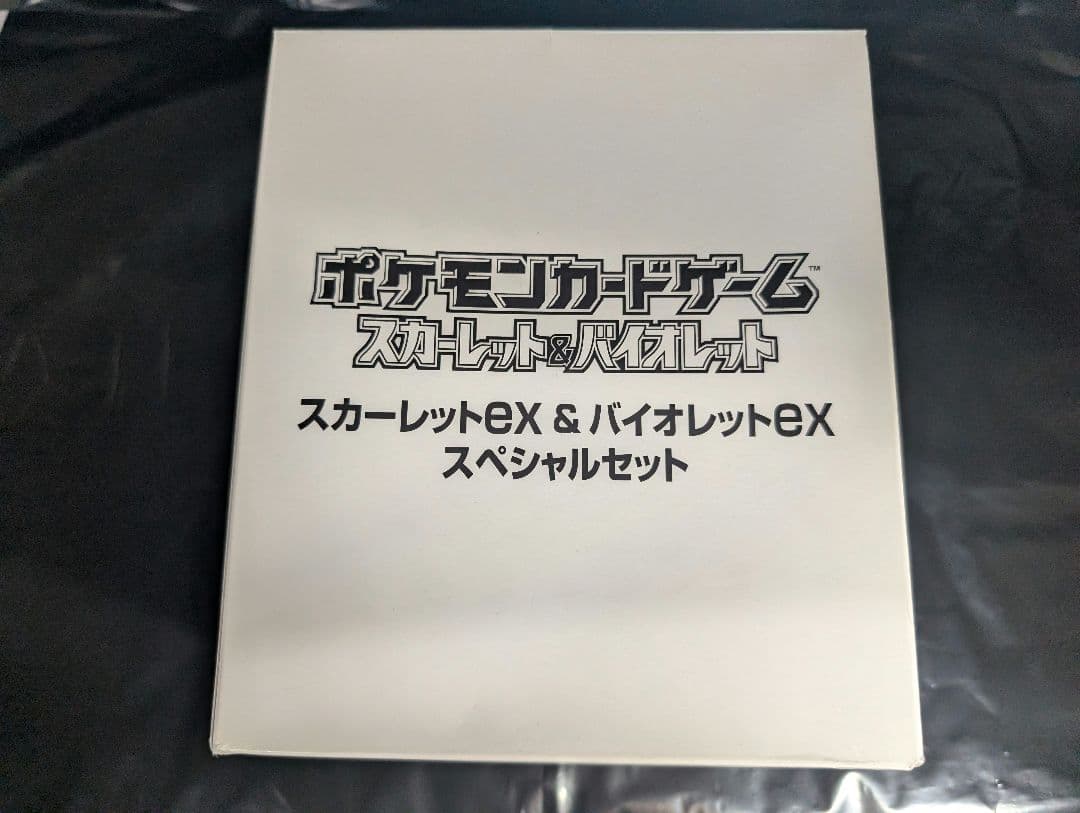 ポケモンカードゲーム™
スカーレット&バイオレット
スカーレットex & バイオレットex
スペシャルセット